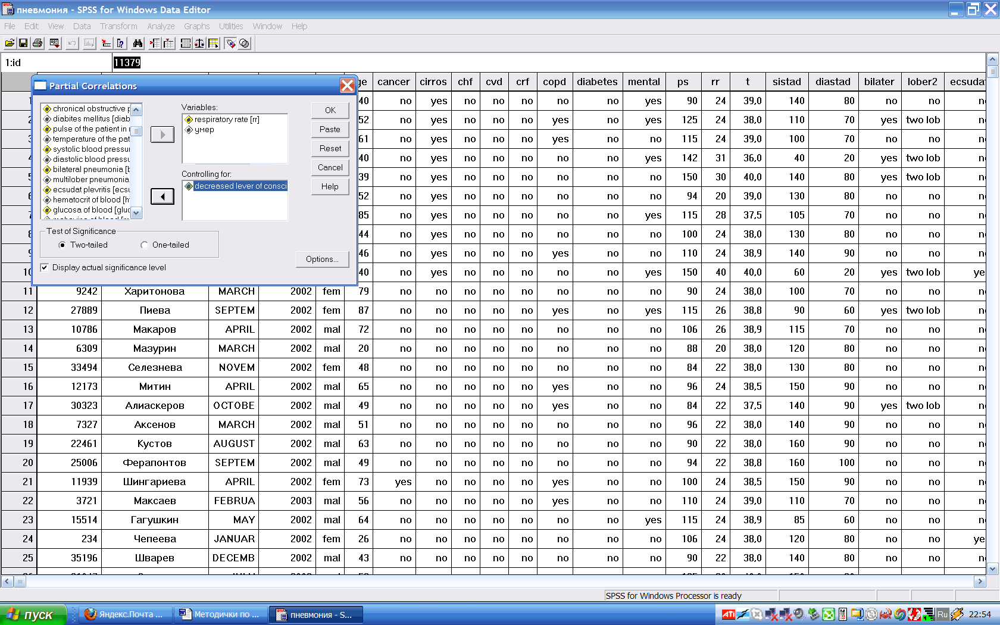 пневмония - SPSS for Windows Data Editor
File Edit View Data Transform Analyze Graphs Utilities Window Help
1:id 11379
ge cancer cirros chf cvd crf copd diabetes mental ps rr t sistad diastad bilater lober2 ecsudat
Partial Correlations
chronical obstructive p
diabites mellitus [diab
pulse of the patient in
temperature of the pat
systolic blood pressu
diastolic blood pressu
bilateral pneumonia [b
multilober pneumonia
ecsudat plevritis [ecsu
hematocrit of blood [h
glucosa of blood [gluc
Variables:
respiratory rate [rr]
умер
Controlling for:
decreased lever of consci
OK
Paste
Reset
Cancel
Help
Test of Significance
Two-tailed One-tailed
Display actual significance level
Options...
40 no yes no no no no no yes 90 24 39,0 140 80 no no
2 52 no yes no no no yes no yes 125 24 38,0 110 70 yes two lob
3 61 no yes no no no yes no no 115 24 39,0 100 70 no no
4 40 no yes no no no no no yes 142 31 36,0 40 20 yes two lob
5 39 no yes no no no no no no 150 30 40,0 140 80 yes two lob
6 52 no yes no no no no no no 94 20 39,0 130 80 no no
7 85 no yes no no no no no yes 115 28 37,5 105 70 no no
8 44 no yes no no no no no no 100 24 38,0 130 80 no no
9 46 no yes no no no yes no no 110 24 38,9 140 90 no no
10 40 no yes no no no no no yes 150 40 40,0 60 20 yes two lob ye
11 9242 Харитонова MARCH 2002 fem 79 no no no no no no no no 90 24 38,0 100 70 no no
12 27889 Пиева SEPTEM 2002 fem 87 no no no no no yes no yes 115 26 38,8 90 60 yes two lob
13 10786 Макаров APRIL 2002 mal 72 no no no no no no no no 106 26 38,9 115 70 no no
14 6309 Мазурин MARCH 2002 mal 20 no no no no no no no no 88 20 38,0 120 80 no no
15 33494 Селезнева NOVEM 2002 fem 48 no no no no no no no no 84 22 38,0 130 80 no no
16 12173 Митин APRIL 2002 mal 65 no no no no no yes no no 96 24 38,5 150 90 no no
17 30323 Алиаскеров OCTOBE 2002 mal 49 no no no no no yes no no 84 22 37,5 140 90 yes two lob
18 7327 Аксенов MARCH 2002 mal 51 no no no no no no no no 96 22 38,0 140 90 no no
19 22461 Кустов AUGUST 2002 mal 63 no no no no no no no no 90 22 38,0 160 90 no no
20 25006 Ферапонтов SEPTEM 2002 mal 49 no no no no no no no no 94 22 38,8 160 100 no no
21 11939 Шингариева APRIL 2002 fem 73 yes no no no no yes no no 100 24 38,5 150 90 no no
22 3721 Максаев FEBRUA 2003 mal 56 no no no no no yes no no 110 24 39,0 110 70 no no
23 15514 Гагушкин MAY 2002 mal 64 no no no no no no no yes 115 24 38,9 85 60 no no
24 234 Чепеева JANUAR 2002 fem 26 no no no no no no no no 106 24 38,0 120 80 no no ye
25 35196 Шварев DECEMB 2002 mal 43 no no no no no no no no 90 22 38,0 140 80 no no
SPSS for Windows Processor is ready
пуск Яндекс.Почта ... Методички по ... пневмония - S... ATI Ru 22:54